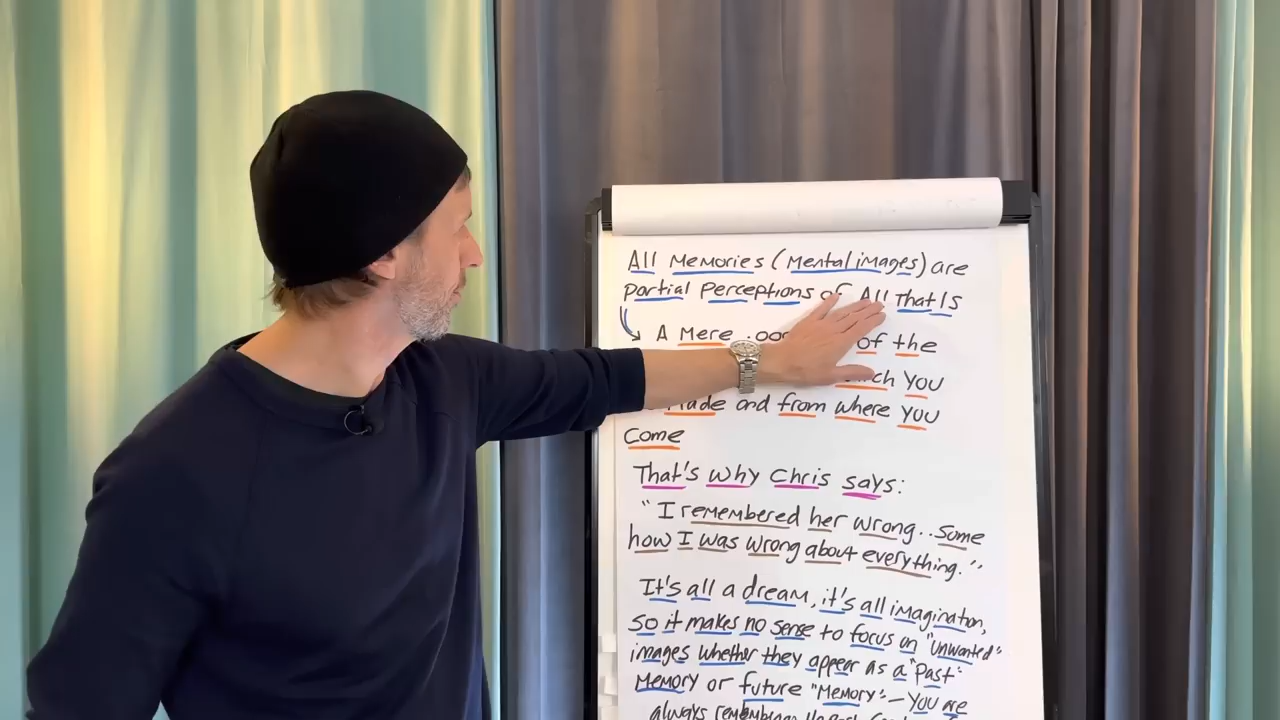 All Memories (Mental images) are
partial perceptions of All That Is
A Mere of the
which you
made and from where you
Come
That's why Chris says:
"I remembered her wrong.. Some
how I was wrong about everything."
It's all a dream, it's all imagination,
so it makes no sense to focus on "unwanted"
images whether they appear as a "past"
Memory or future "Memory" – You are
always